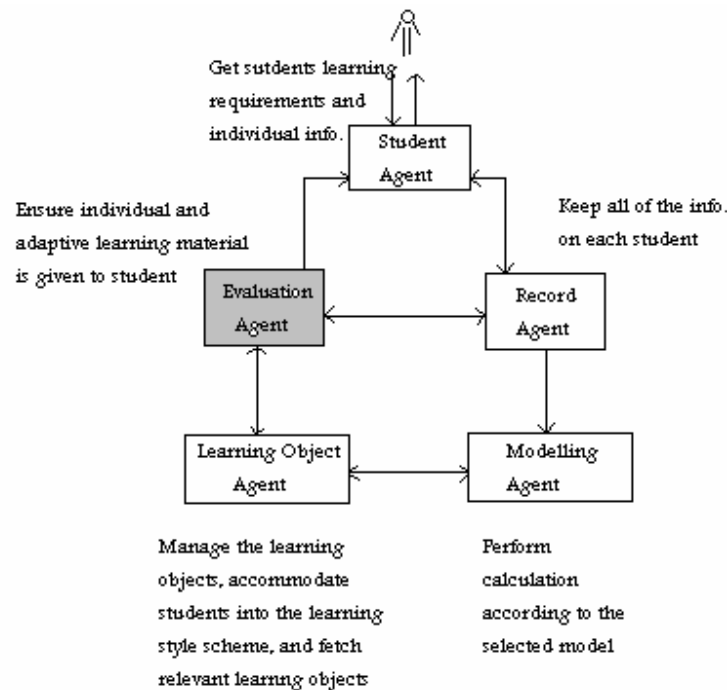 Get sutdents learning
requirements and
individual info.
Student
Agent
Ensure individual and
adaptive learning material
is given to student
Keep all of the info.
on each student
Evaluation
Agent
Record
Agent
Learning Object
Agent
Modelling
Agent
Manage the learning
objects, accommodate
students into the learning
style scheme, and fetch
relevant learnng objects
Perform
calculation
according to the
selected model